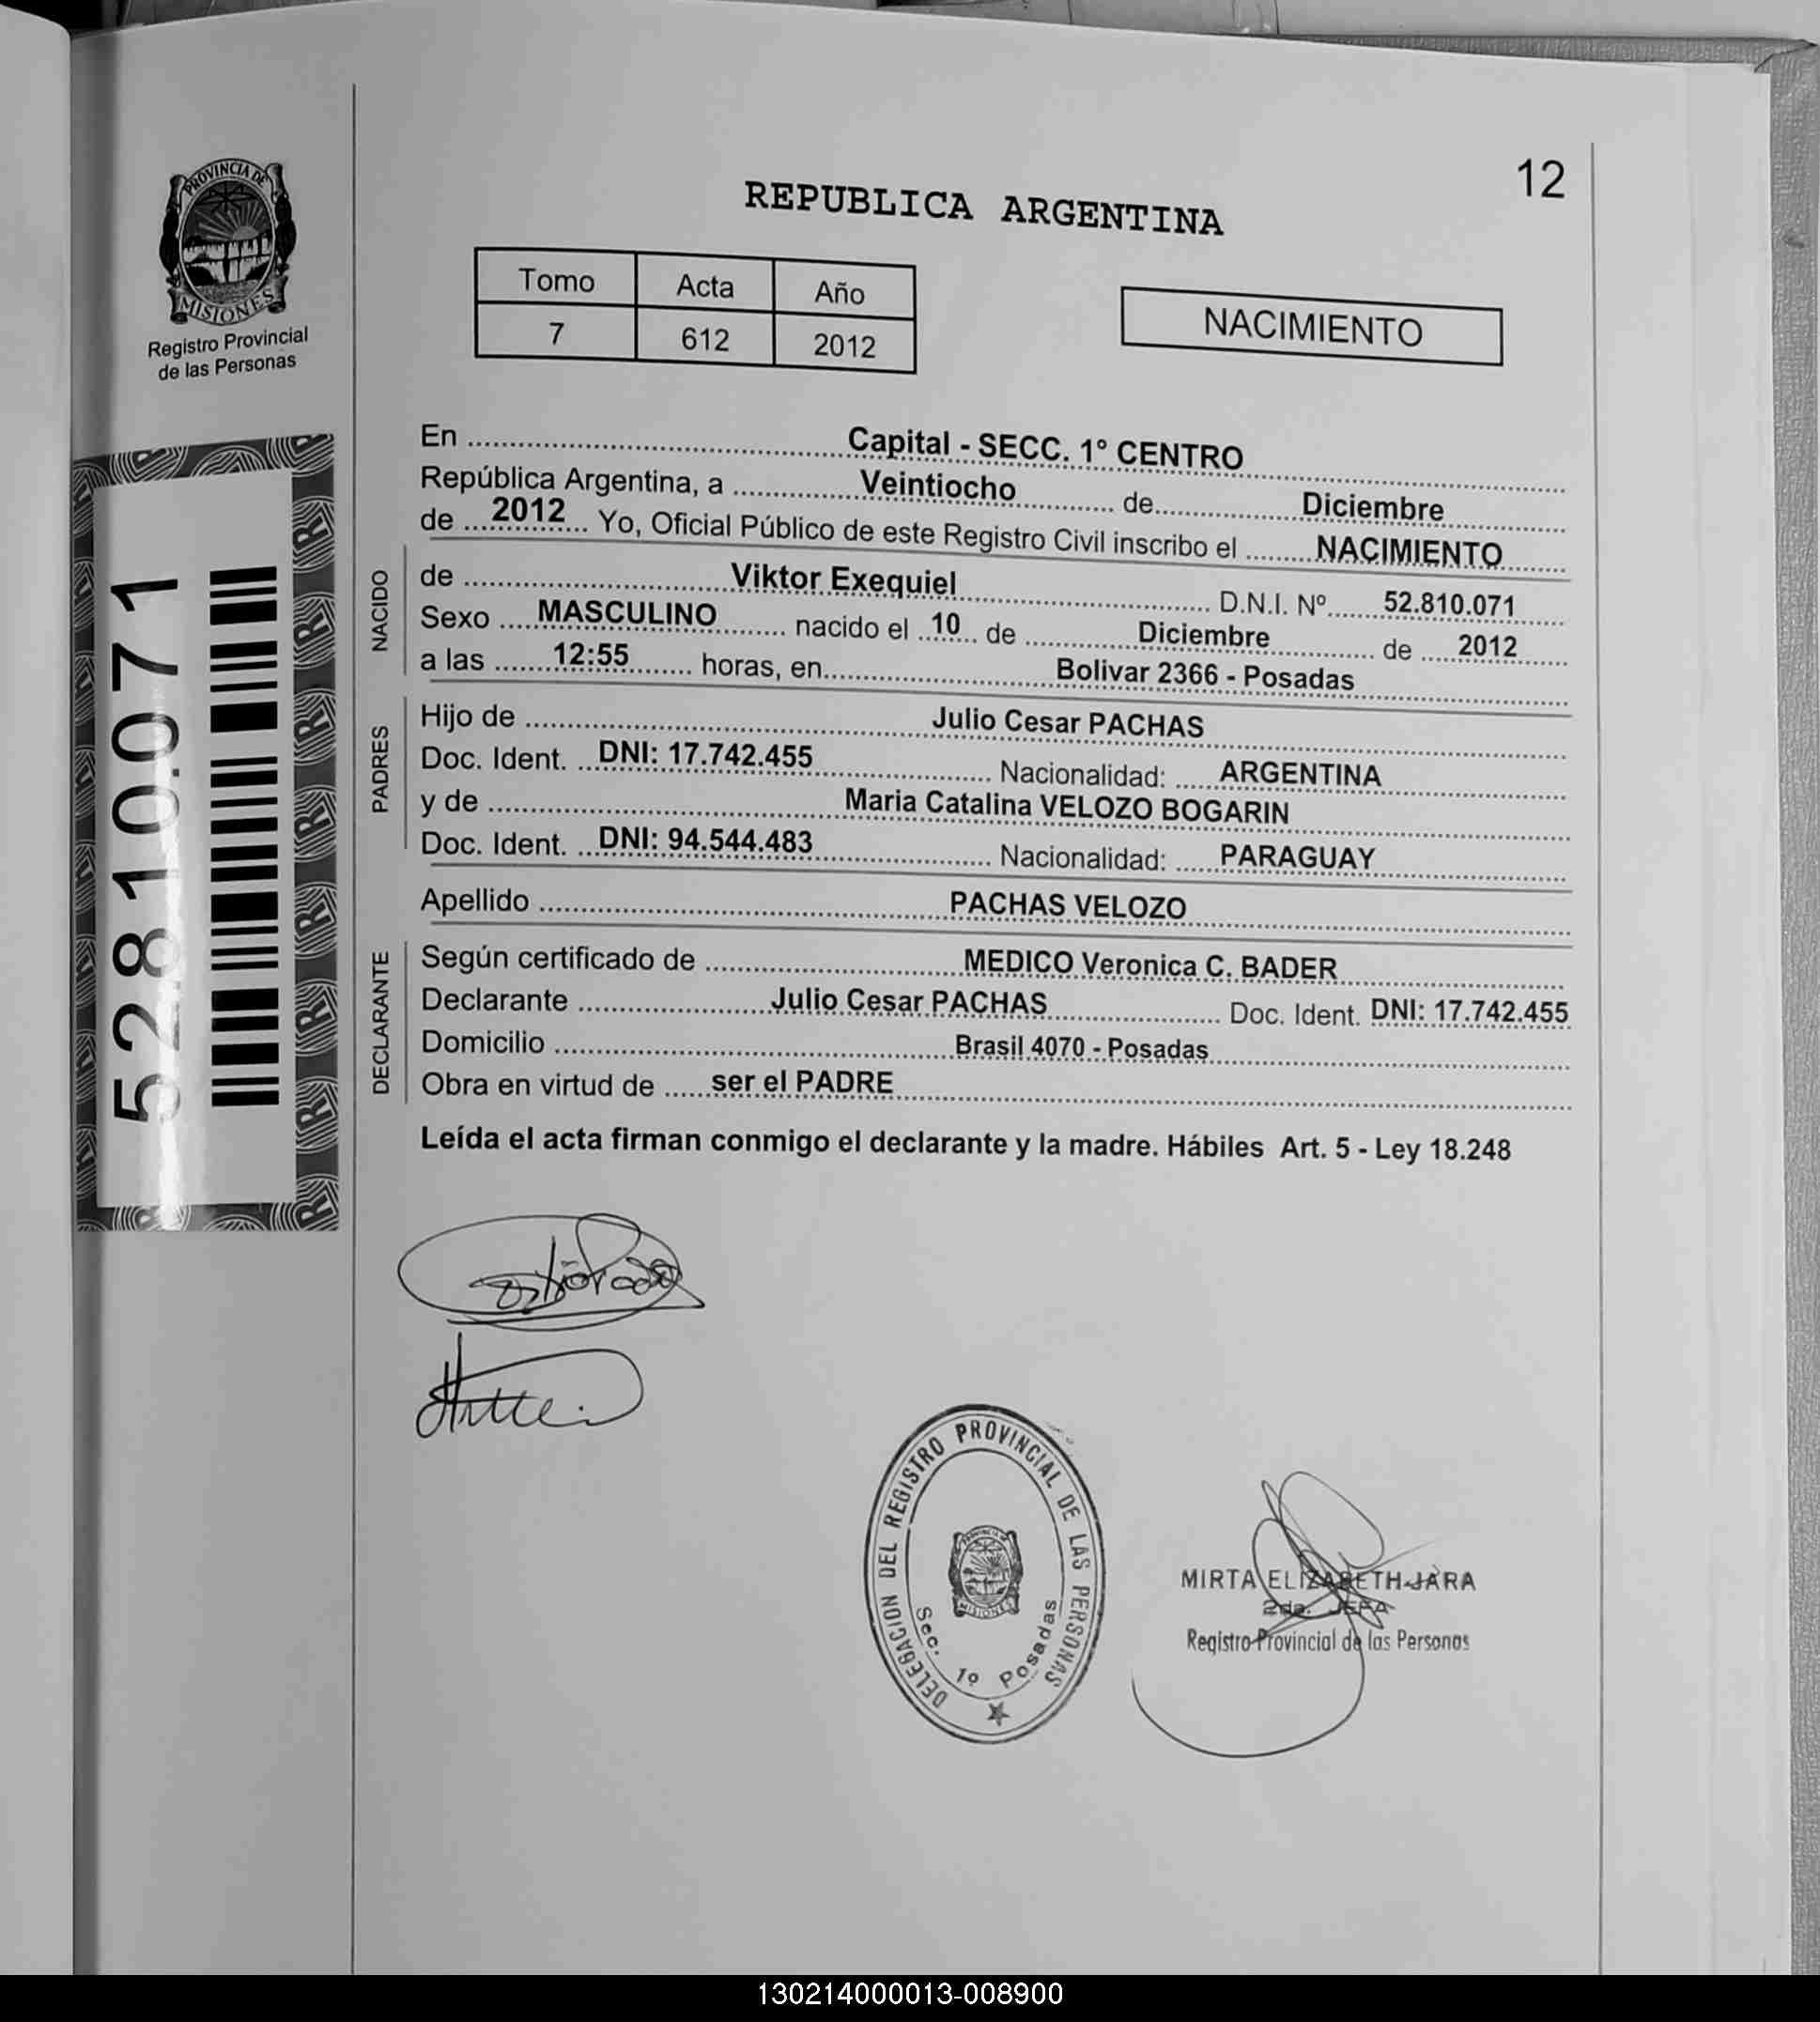 PROVINCIA DE
MISIONES
Registro Provincial
de las Personas
52810.071
12
REPUBLICA ARGENTINA
Tomo Acta Año
7 612 2012
NACIMIENTO
En Capital - SECC. 1° CENTRO
República Argentina, a Veintiocho de Diciembre
de 2012 Yo, Oficial Público de este Registro Civil inscribo el NACIMIENTO
NACIDO
de Viktor Exequiel D.N.I. Nº 52.810.071
Sexo MASCULINO nacido el 10 de Diciembre de 2012
a las 12:55 horas, en Bolivar 2366 - Posadas
PADRES
Hijo de Julio Cesar PACHAS
Doc. Ident. DNI: 17.742.455 Nacionalidad: ARGENTINA
y de Maria Catalina VELOZO BOGARIN
Doc. Ident. DNI: 94.544.483 Nacionalidad: PARAGUAY
Apellido PACHAS VELOZO
DECLARANTE
Según certificado de MEDICO Veronica C. BADER
Declarante Julio Cesar PACHAS Doc. Ident. DNI: 17.742.455
Domicilio Brasil 4070 - Posadas
Obra en virtud de ser el PADRE
Leída el acta firman conmigo el declarante y la madre. Hábiles Art. 5 - Ley 18.248
DELEGACION DEL REGISTRO PROVINCIAL DE LAS PERSONAS
PROVINCIA DE
MISIONES
Sec. 1º Posadas
MIRTA ELIZABETH JARA
2da. JEFA
Registro Provincial de las Personas
130214000013-008900